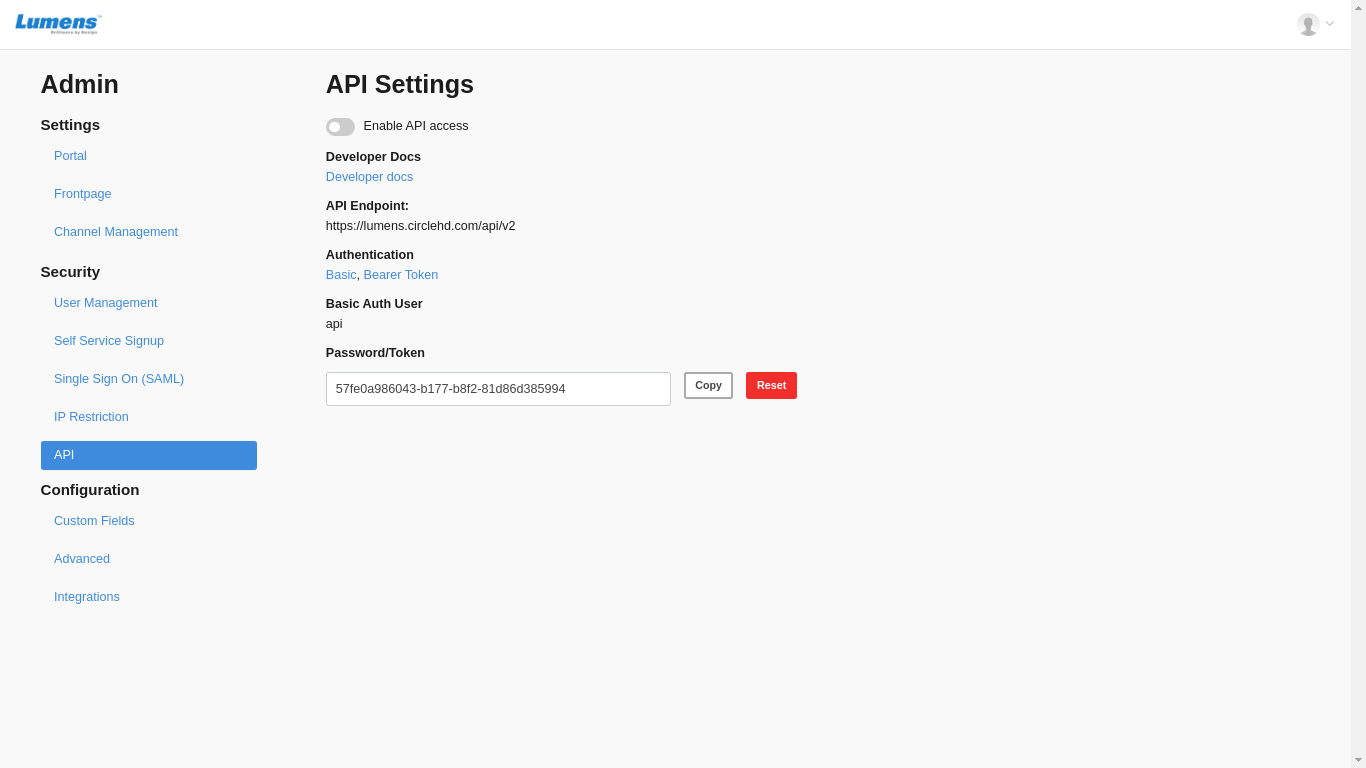 Lumens™
Brilliance by Design
Admin
Settings
Portal
Frontpage
Channel Management
Security
User Management
Self Service Signup
Single Sign On (SAML)
IP Restriction
API
Configuration
Custom Fields
Advanced
Integrations
API Settings
Enable API access
Developer Docs
Developer docs
API Endpoint:
https://lumens.circlehd.com/api/v2
Authentication
Basic, Bearer Token
Basic Auth User
api
Password/Token
57fe0a986043-b177-b8f2-81d86d385994
Copy
Reset